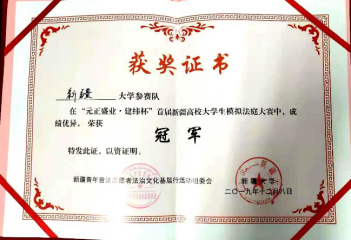 获奖证书
新疆 大学参赛队
在“元正盛业·建纬杯”首届新疆高校大学生模拟法庭大赛中，成
绩优异，荣获
冠军
特发此证，以资证明。
新疆青年普法志愿者法治文化基层行活动组委会 新疆大学
二〇一九年十二月八日